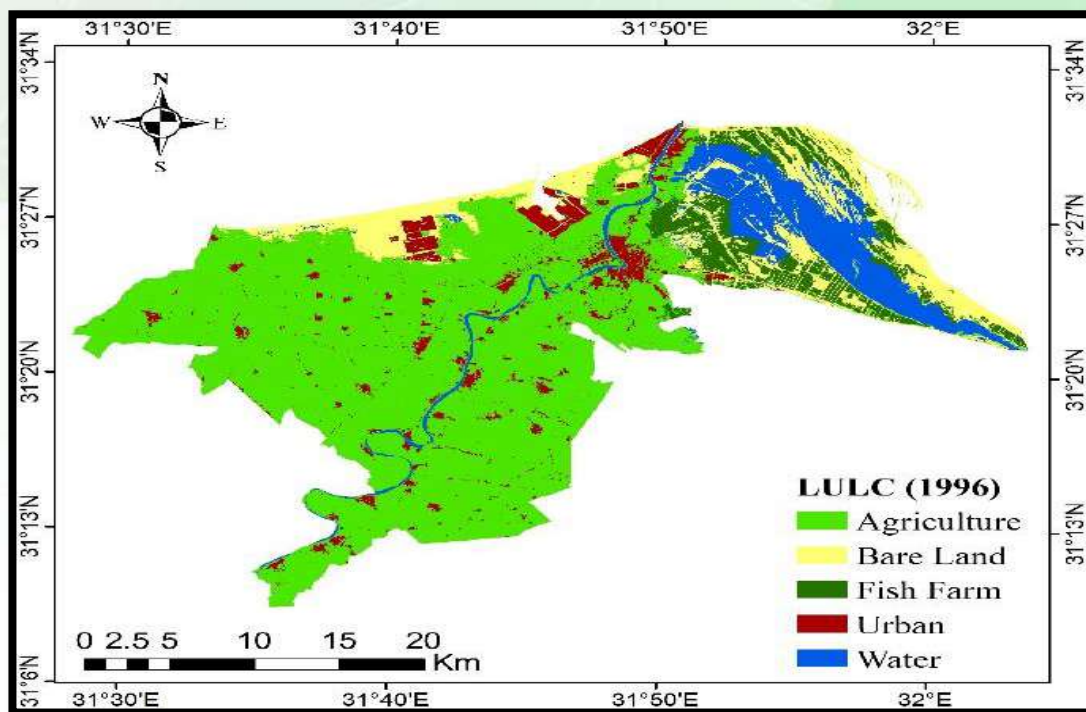 31°30'E 31°40'E 31°50'E 32°E
31°34'N 31°34'N
N
W E
S
31°27'N 31°27'N
31°20'N 31°20'N
31°13'N 31°13'N
31°6'N 31°6'N
LULC (1996)
Agriculture
Bare Land
Fish Farm
Urban
Water
0 2.5 5 10 15 20
Km
31°30'E 31°40'E 31°50'E 32°E